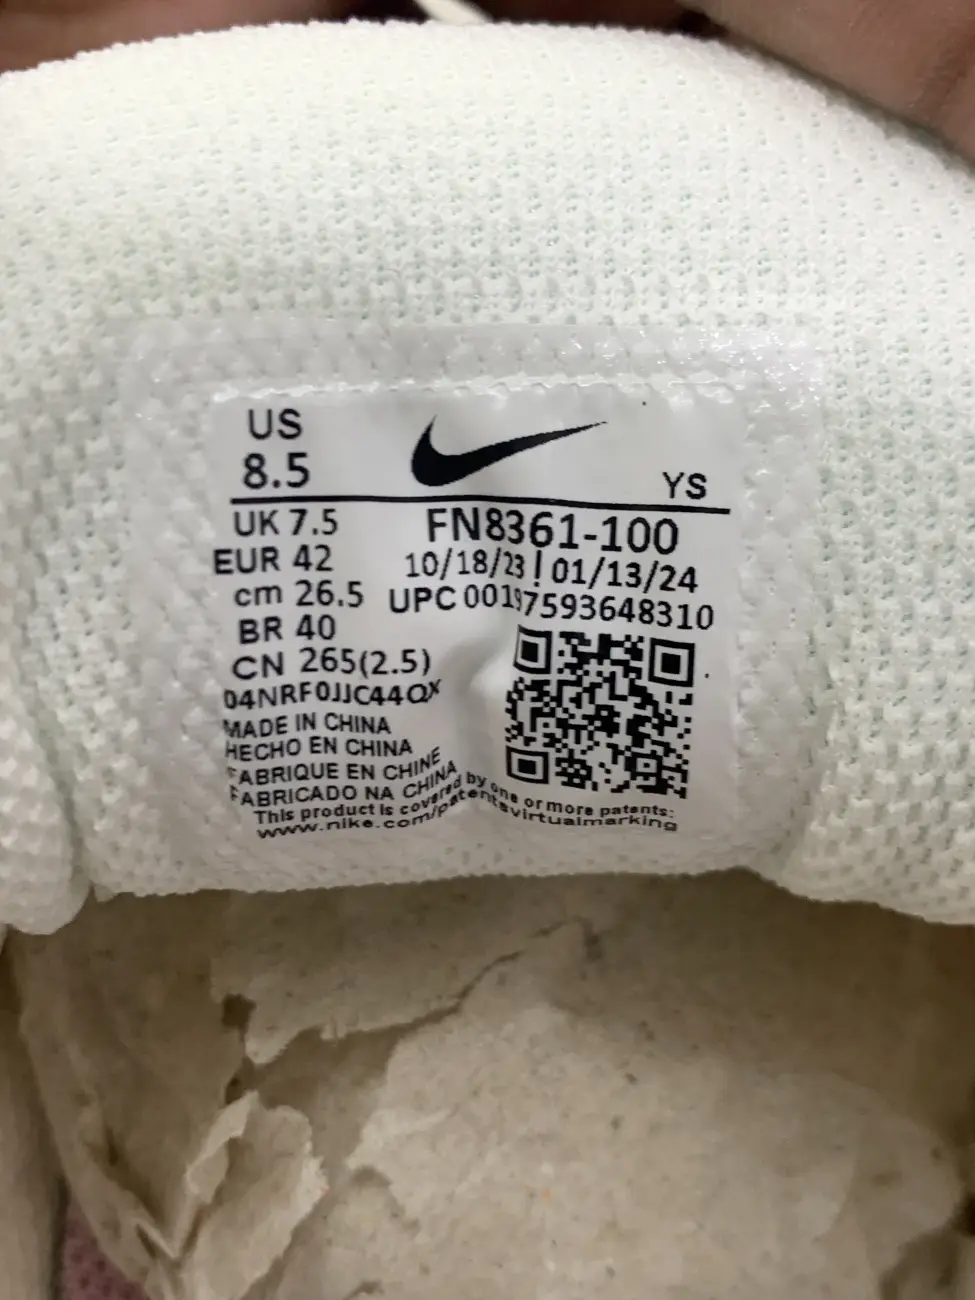 US
8.5
YS
UK 7.5
FN8361-100
EUR 42
10/18/23 | 01/13/24
cm 26.5
UPC 00197593648310
BR 40
CN 265(2.5)
04NRF0JJC44QX
MADE IN CHINA
HECHO EN CHINA
FABRIQUE EN CHINE
FABRICADO NA CHINA
This product is covered by one or more patents:
www.nike.com/patentsvirtualmarking